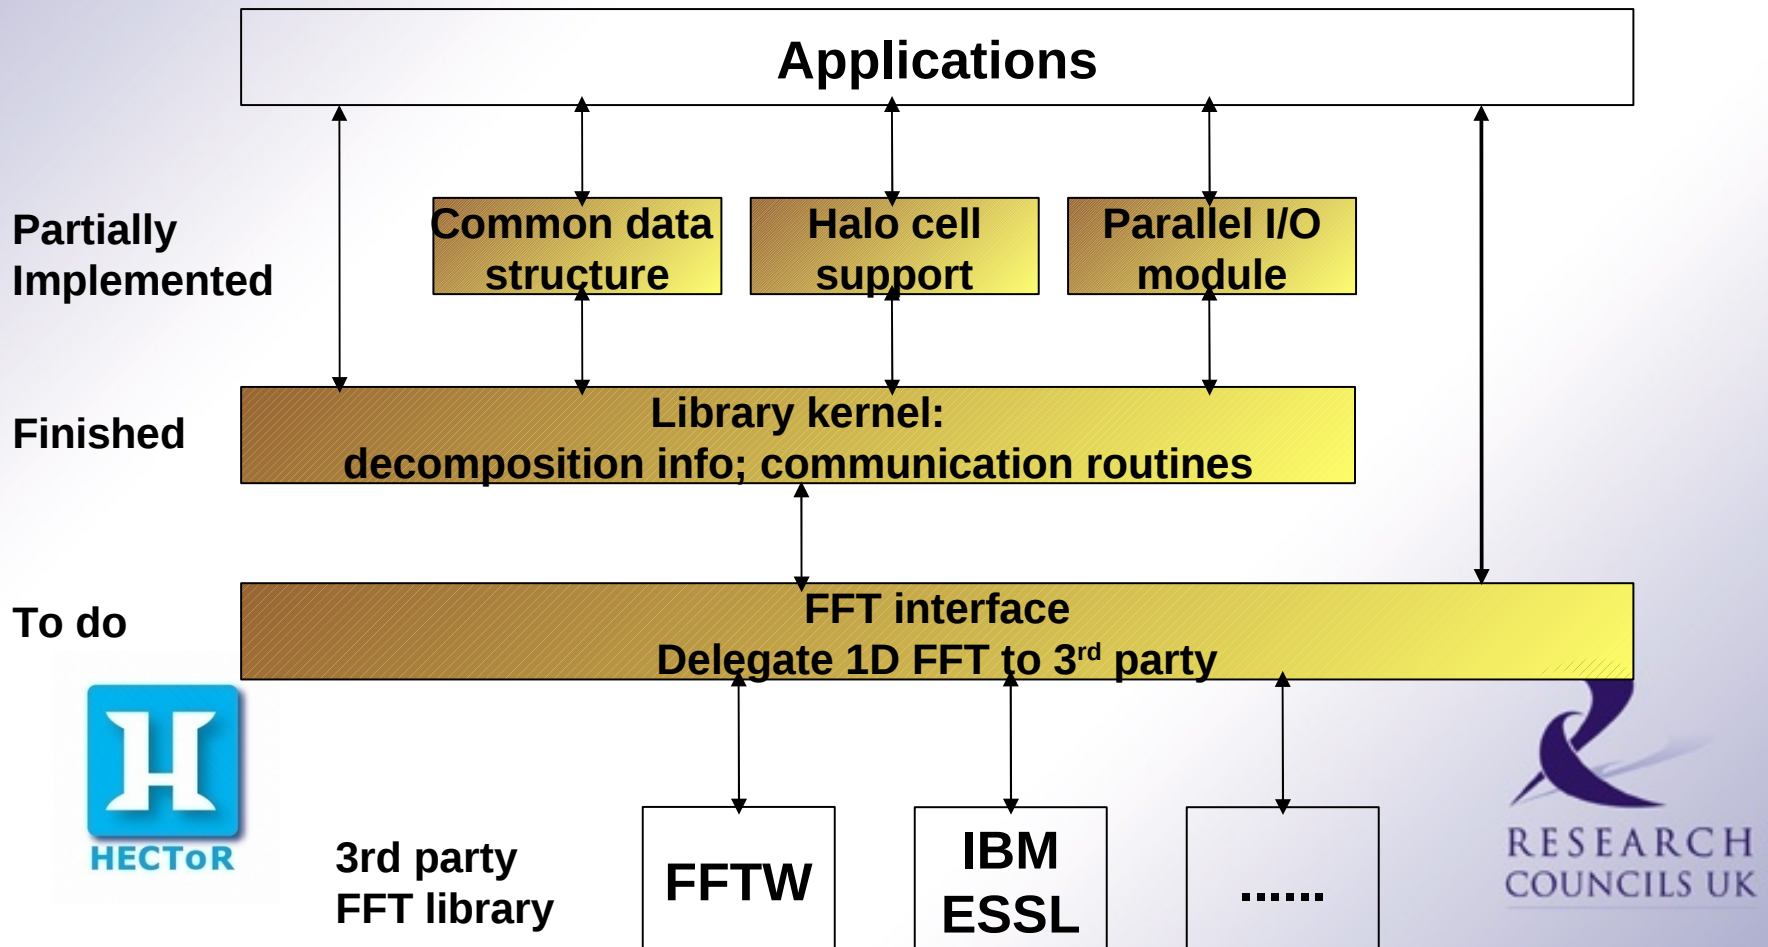 Applications
Partially
Implemented
Common data
structure
Halo cell
support
Parallel I/O
module
Finished
Library kernel:
decomposition info; communication routines
To do
FFT interface
Delegate 1D FFT to 3rd party
HECToR
3rd party
FFT library
FFTW
IBM
ESSL
......
RESEARCH
COUNCILS UK